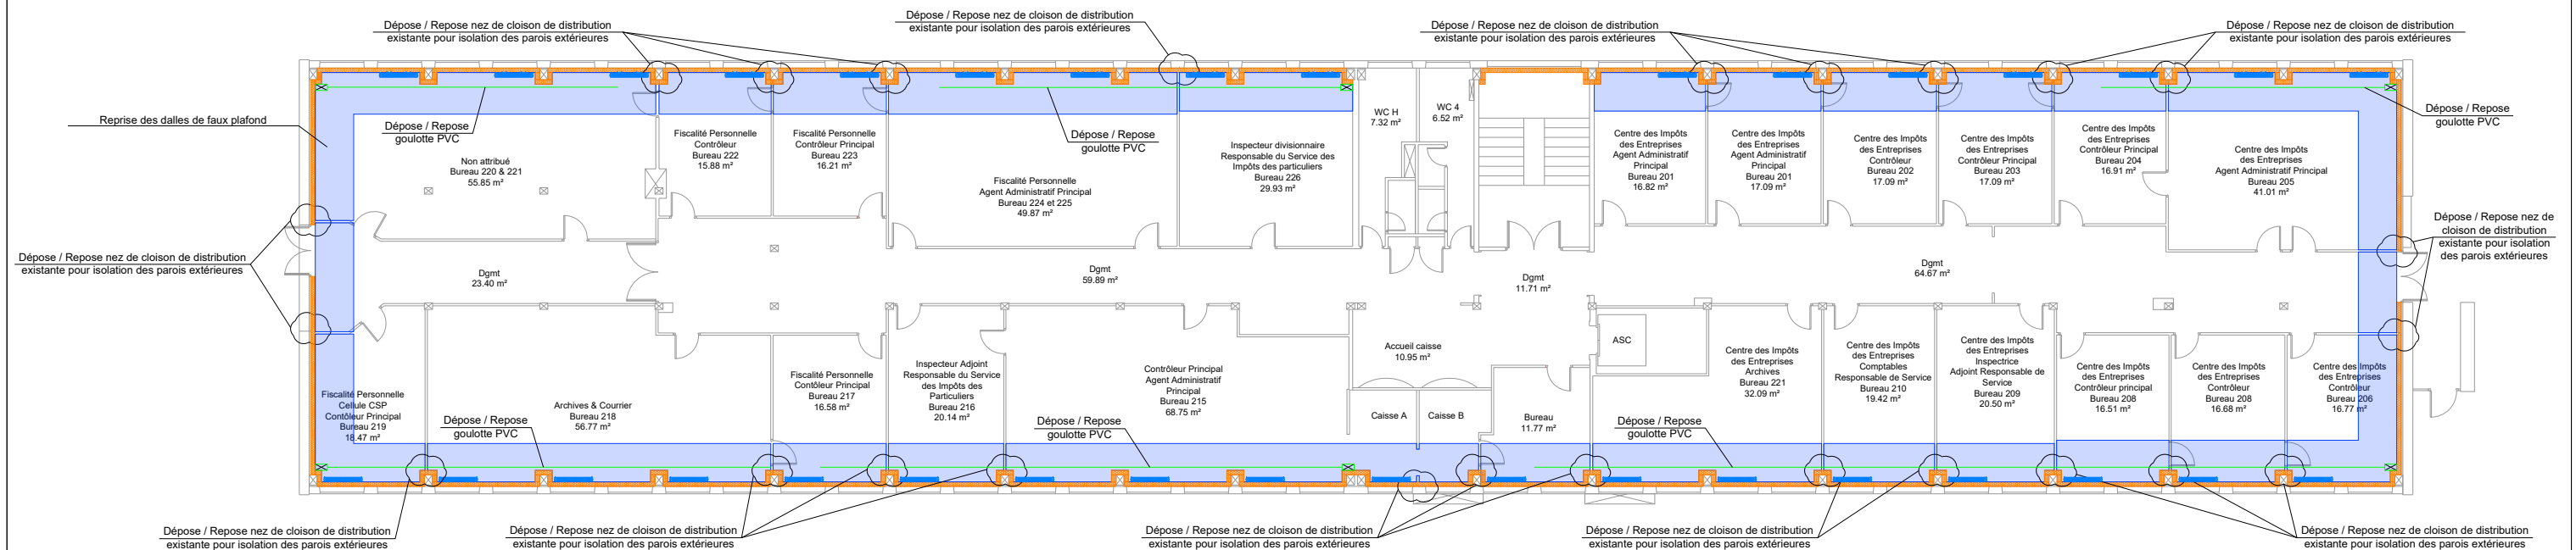 Dépose / Repose nez de cloison de distribution
existante pour isolation des parois extérieures
Dépose / Repose nez de cloison de distribution
existante pour isolation des parois extérieures
Dépose / Repose nez de cloison de distribution
existante pour isolation des parois extérieures
Dépose / Repose nez de cloison de distribution
existante pour isolation des parois extérieures
Reprise des dalles de faux plafond
Dépose / Repose
goulotte PVC
Non attribué
Bureau 220 & 221
55.85 m²
Fiscalité Personnelle
Contrôleur
Bureau 222
15.88 m²
Fiscalité Personnelle
Contrôleur Principal
Bureau 223
16.21 m²
Dépose / Repose
goulotte PVC
Fiscalité Personnelle
Agent Administratif Principal
Bureau 224 et 225
49.87 m²
Inspecteur divisionnaire
Responsable du Service des
Impôts des particuliers
Bureau 226
29.93 m²
WC H
7.32 m²
WC 4
6.52 m²
Centre des Impôts
des Entreprises
Agent Administratif
Principal
Bureau 201
16.82 m²
Centre des Impôts
des Entreprises
Agent Administratif
Principal
Bureau 201
17.09 m²
Centre des Impôts
des Entreprises
Contrôleur
Bureau 202
17.09 m²
Centre des Impôts
des Entreprises
Contrôleur Principal
Bureau 203
17.09 m²
Centre des Impôts
des Entreprises
Contrôleur Principal
Bureau 204
16.91 m²
Centre des Impôts
des Entreprises
Agent Administratif Principal
Bureau 205
41.01 m²
Dépose / Repose
goulotte PVC
Dépose / Repose nez de
cloison de distribution
existante pour isolation
des parois extérieures
Dépose / Repose nez de cloison de distribution
existante pour isolation des parois extérieures
Dgmt
23.40 m²
Dgmt
59.89 m²
Dgmt
11.71 m²
Dgmt
64.67 m²
Fiscalité Personnelle
Cellule CSP
Contôleur Principal
Bureau 219
18.47 m²
Archives & Courrier
Bureau 218
56.77 m²
Dépose / Repose
goulotte PVC
Fiscalité Personnelle
Contôleur Principal
Bureau 217
16.58 m²
Inspecteur Adjoint
Responsable du Service
des Impôts des
Particuliers
Bureau 216
20.14 m²
Contrôleur Principal
Agent Administratif
Principal
Bureau 215
68.75 m²
Dépose / Repose
goulotte PVC
Accueil caisse
10.95 m²
Caisse A
Caisse B
Bureau
11.77 m²
ASC
Dépose / Repose
goulotte PVC
Centre des Impôts
des Entreprises
Archives
Bureau 221
32.09 m²
Centre des Impôts
des Entreprises
Comptables
Responsable de Service
Bureau 210
19.42 m²
Centre des Impôts
des Entreprises
Inspectrice
Adjoint Responsable de
Service
Bureau 209
20.50 m²
Centre des Impôts
des Entreprises
Contrôleur principal
Bureau 208
16.51 m²
Centre des Impôts
des Entreprises
Contrôleur
Bureau 208
16.68 m²
Centre des Impôts
des Entreprises
Contrôleur
Bureau 206
16.77 m²
Dépose / Repose nez de cloison de distribution
existante pour isolation des parois extérieures
Dépose / Repose nez de cloison de distribution
existante pour isolation des parois extérieures
Dépose / Repose nez de cloison de distribution
existante pour isolation des parois extérieures
Dépose / Repose nez de cloison de distribution
existante pour isolation des parois extérieures
Dépose / Repose nez de cloison de distribution
existante pour isolation des parois extérieures